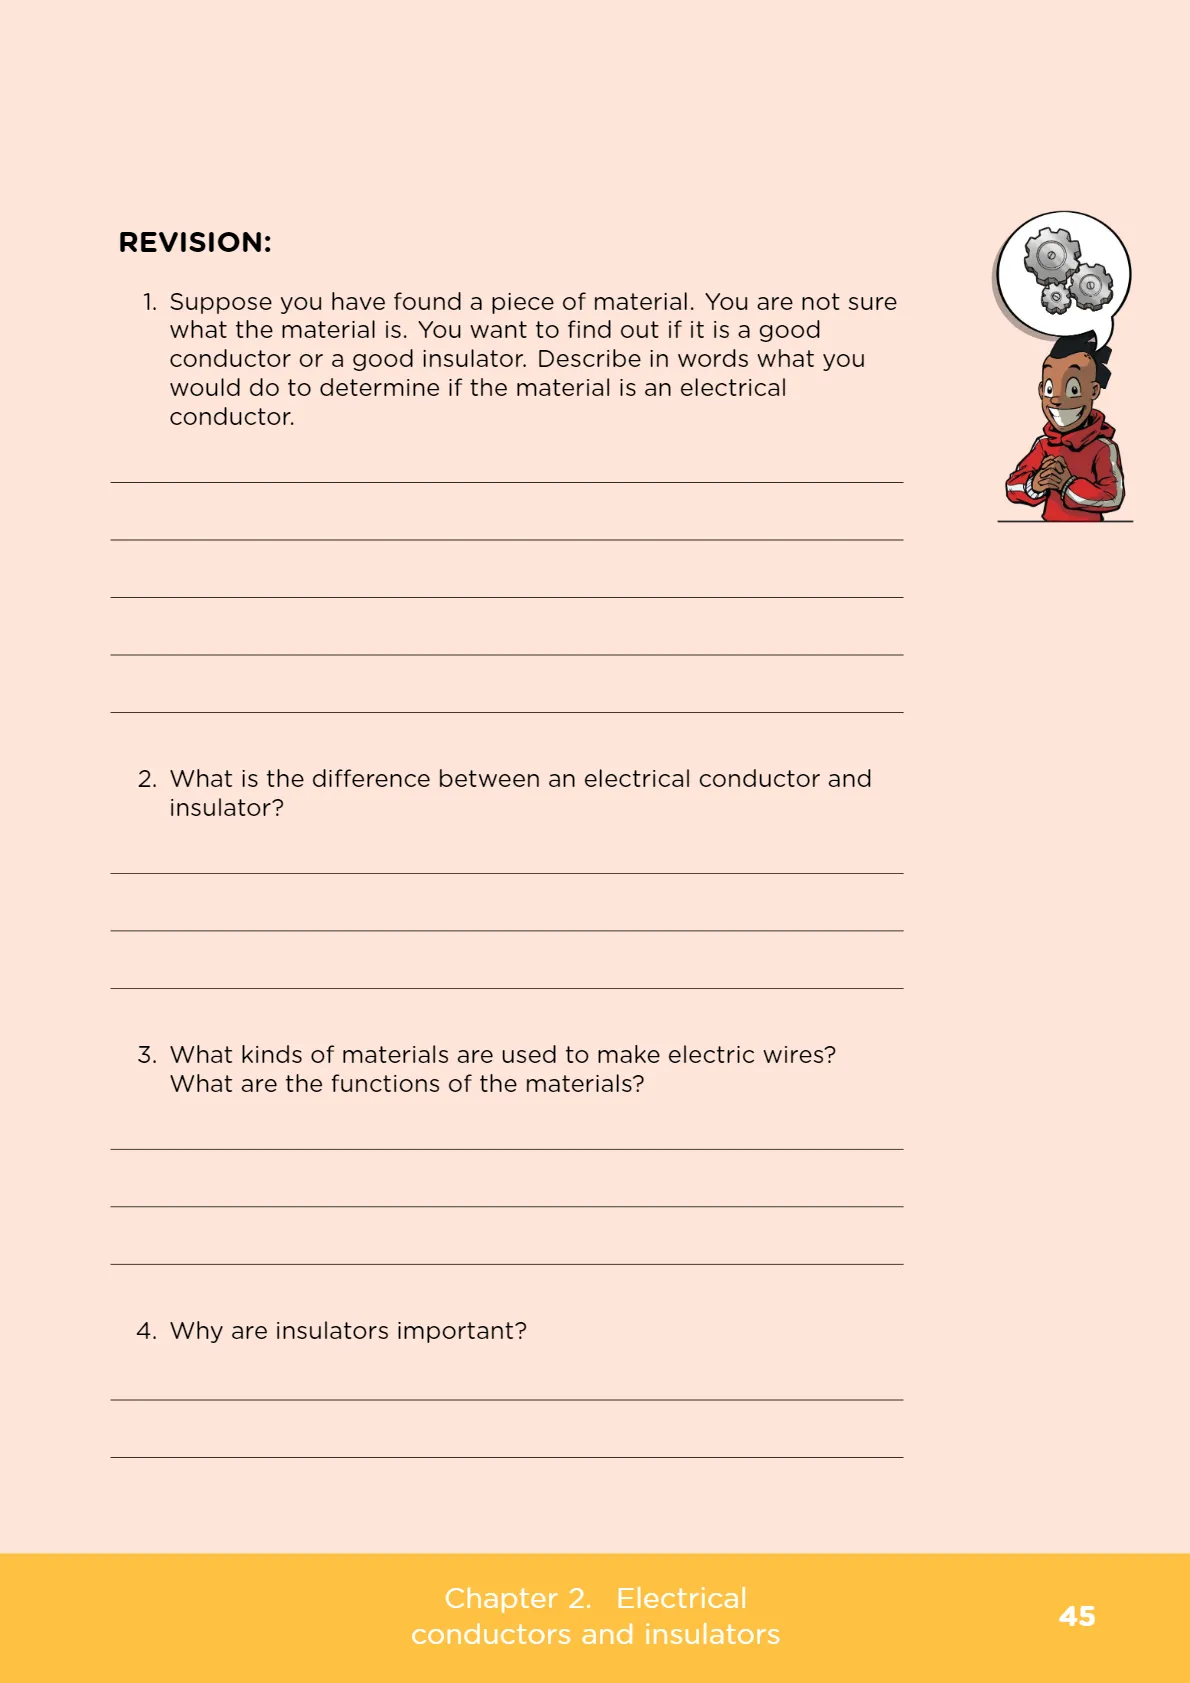 REVISION:
1. Suppose you have found a piece of material. You are not sure
what the material is. You want to find out if it is a good
conductor or a good insulator. Describe in words what you
would do to determine if the material is an electrical
conductor.
2. What is the difference between an electrical conductor and
insulator?
3. What kinds of materials are used to make electric wires?
What are the functions of the materials?
4. Why are insulators important?
Chapter 2. Electrical
conductors and insulators
45